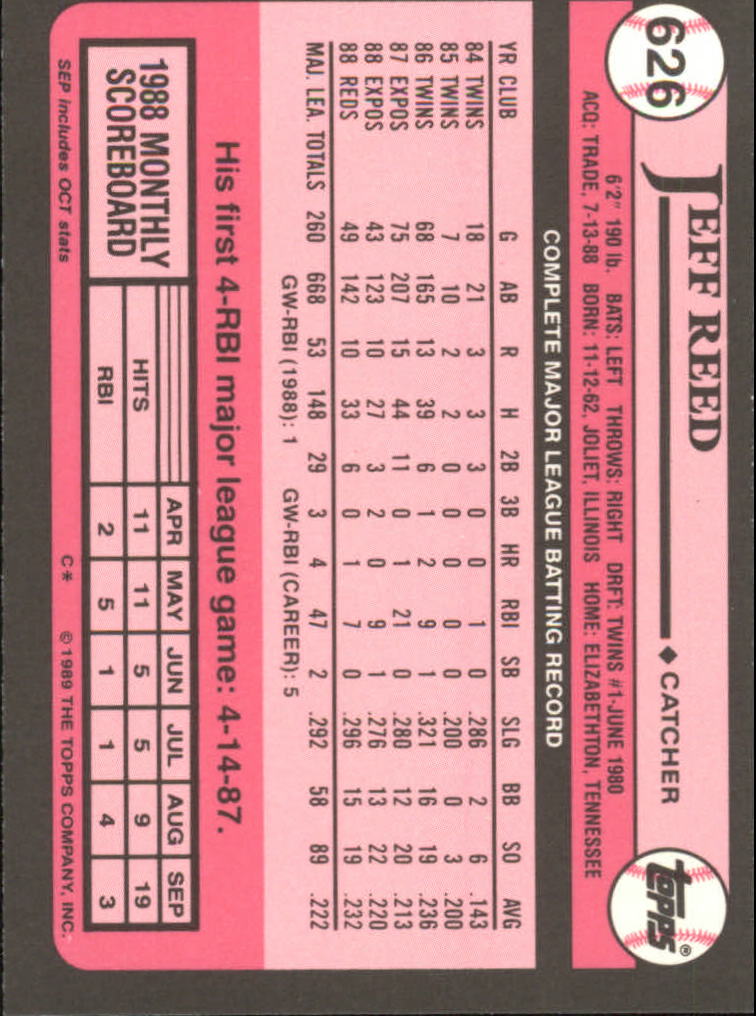 626
JEFF REED
◆ CATCHER
topps®
6'2" 190 lb. BATS: LEFT THROWS: RIGHT DRFT: TWINS #1-JUNE 1980
ACQ: TRADE, 7-13-88 BORN: 11-12-62, JOLIET, ILLINOIS HOME: ELIZABETHTON, TENNESSEE
COMPLETE MAJOR LEAGUE BATTING RECORD
YR CLUB G AB R H 2B 3B HR RBI SB SLG BB SO AVG
84 TWINS 18 21 3 3 3 0 0 1 0 .286 2 6 .143
85 TWINS 7 10 2 2 0 0 0 0 0 .200 0 3 .200
86 TWINS 68 165 13 39 6 1 2 9 1 .321 16 19 .236
87 EXPOS 75 207 15 44 11 0 1 21 0 .280 12 20 .213
88 EXPOS 43 123 10 27 3 2 0 9 1 .276 13 22 .220
88 REDS 49 142 10 33 6 0 1 7 0 .296 15 19 .232
MAJ. LEA. TOTALS 260 668 53 148 29 3 4 47 2 .292 58 89 .222
GW-RBI (1988): 1 GW-RBI (CAREER): 5
His first 4-RBI major league game: 4-14-87.
1988 MONTHLY SCOREBOARD
APR MAY JUN JUL AUG SEP
HITS 11 11 5 5 9 19
RBI 2 5 1 1 4 3
SEP includes OCT stats C* © 1989 THE TOPPS COMPANY, INC.